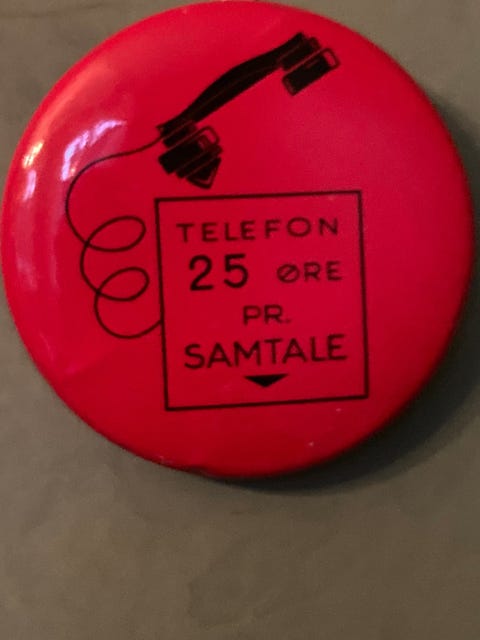 TELEFON
25 ØRE
PR.
SAMTALE